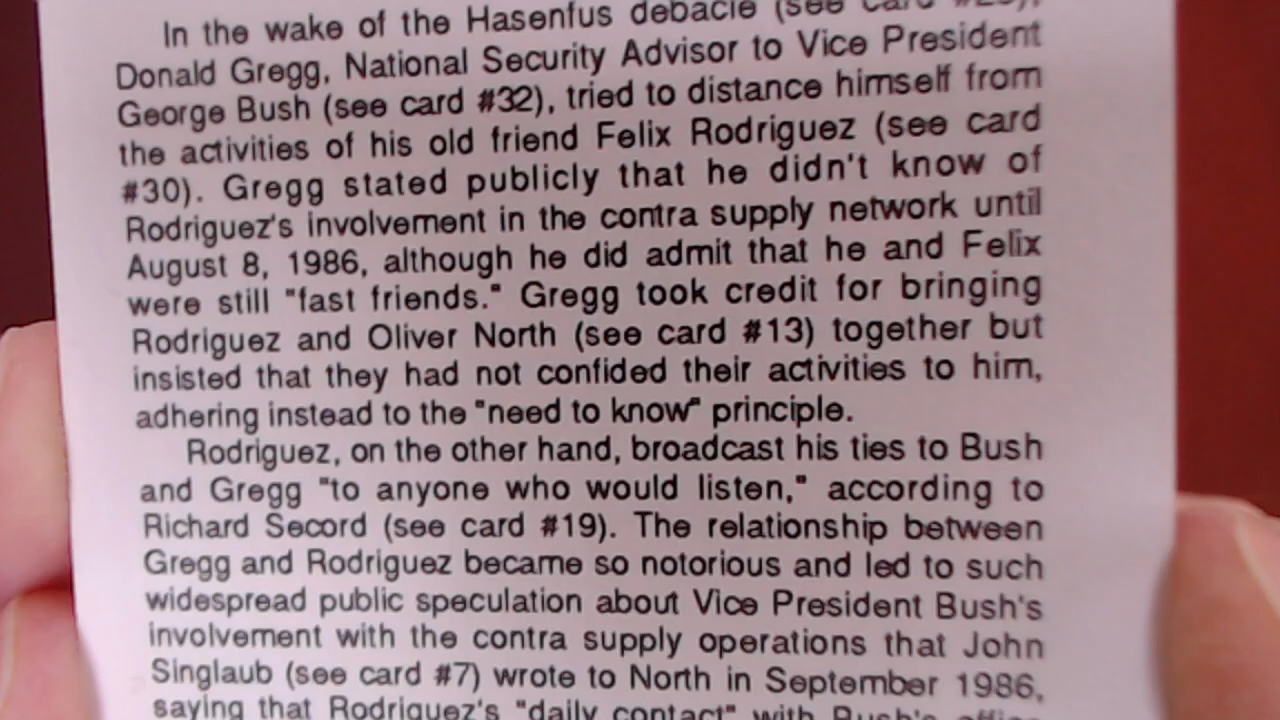 In the wake of the Hasenfus debacle (see card
Donald Gregg, National Security Advisor to Vice President
George Bush (see card #32), tried to distance himself from
the activities of his old friend Felix Rodriguez (see card
#30). Gregg stated publicly that he didn't know of
Rodriguez's involvement in the contra supply network until
August 8, 1986, although he did admit that he and Felix
were still "fast friends." Gregg took credit for bringing
Rodriguez and Oliver North (see card #13) together but
insisted that they had not confided their activities to him,
adhering instead to the "need to know" principle.
Rodriguez, on the other hand, broadcast his ties to Bush
and Gregg "to anyone who would listen," according to
Richard Secord (see card #19). The relationship between
Gregg and Rodriguez became so notorious and led to such
widespread public speculation about Vice President Bush's
involvement with the contra supply operations that John
Singlaub (see card #7) wrote to North in September 1986,
saying that Rodriguez's "daily contact" with Bush's office